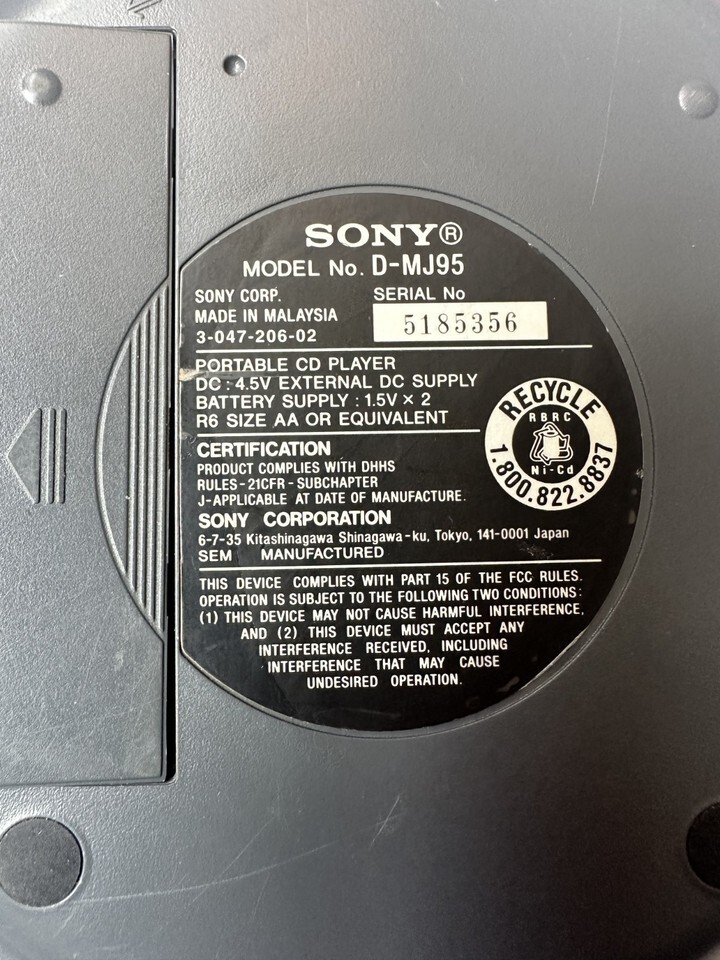 SONY®
MODEL No. D-MJ95
SONY CORP.
MADE IN MALAYSIA
3-047-206-02
SERIAL No
5185356
PORTABLE CD PLAYER
DC : 4.5V EXTERNAL DC SUPPLY
BATTERY SUPPLY : 1.5V × 2
R6 SIZE AA OR EQUIVALENT
RECYCLE
RBRC
Ni-Cd
1.800.822.8837
CERTIFICATION
PRODUCT COMPLIES WITH DHHS
RULES-21CFR-SUBCHAPTER
J-APPLICABLE AT DATE OF MANUFACTURE.
SONY CORPORATION
6-7-35 Kitashinagawa Shinagawa-ku, Tokyo, 141-0001 Japan
SEM MANUFACTURED
THIS DEVICE COMPLIES WITH PART 15 OF THE FCC RULES.
OPERATION IS SUBJECT TO THE FOLLOWING TWO CONDITIONS:
(1) THIS DEVICE MAY NOT CAUSE HARMFUL INTERFERENCE,
AND (2) THIS DEVICE MUST ACCEPT ANY
INTERFERENCE RECEIVED, INCLUDING
INTERFERENCE THAT MAY CAUSE
UNDESIRED OPERATION.